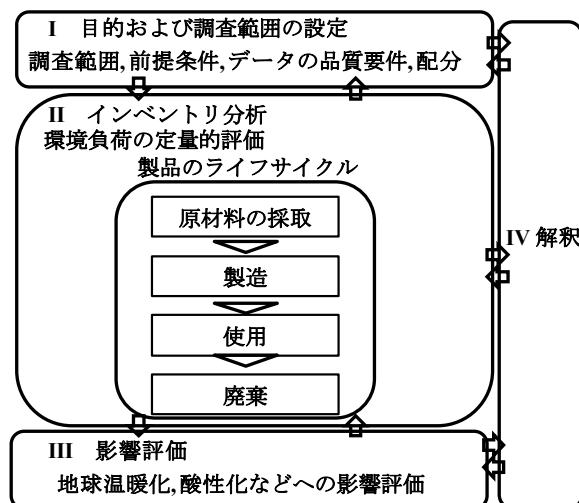 I 目的および調査範囲の設定
調査範囲,前提条件,データの品質要件,配分
II インベントリ分析
環境負荷の定量的評価
製品のライフサイクル
原材料の採取
製造
使用
廃棄
IV 解釈
III 影響評価
地球温暖化,酸性化などへの影響評価